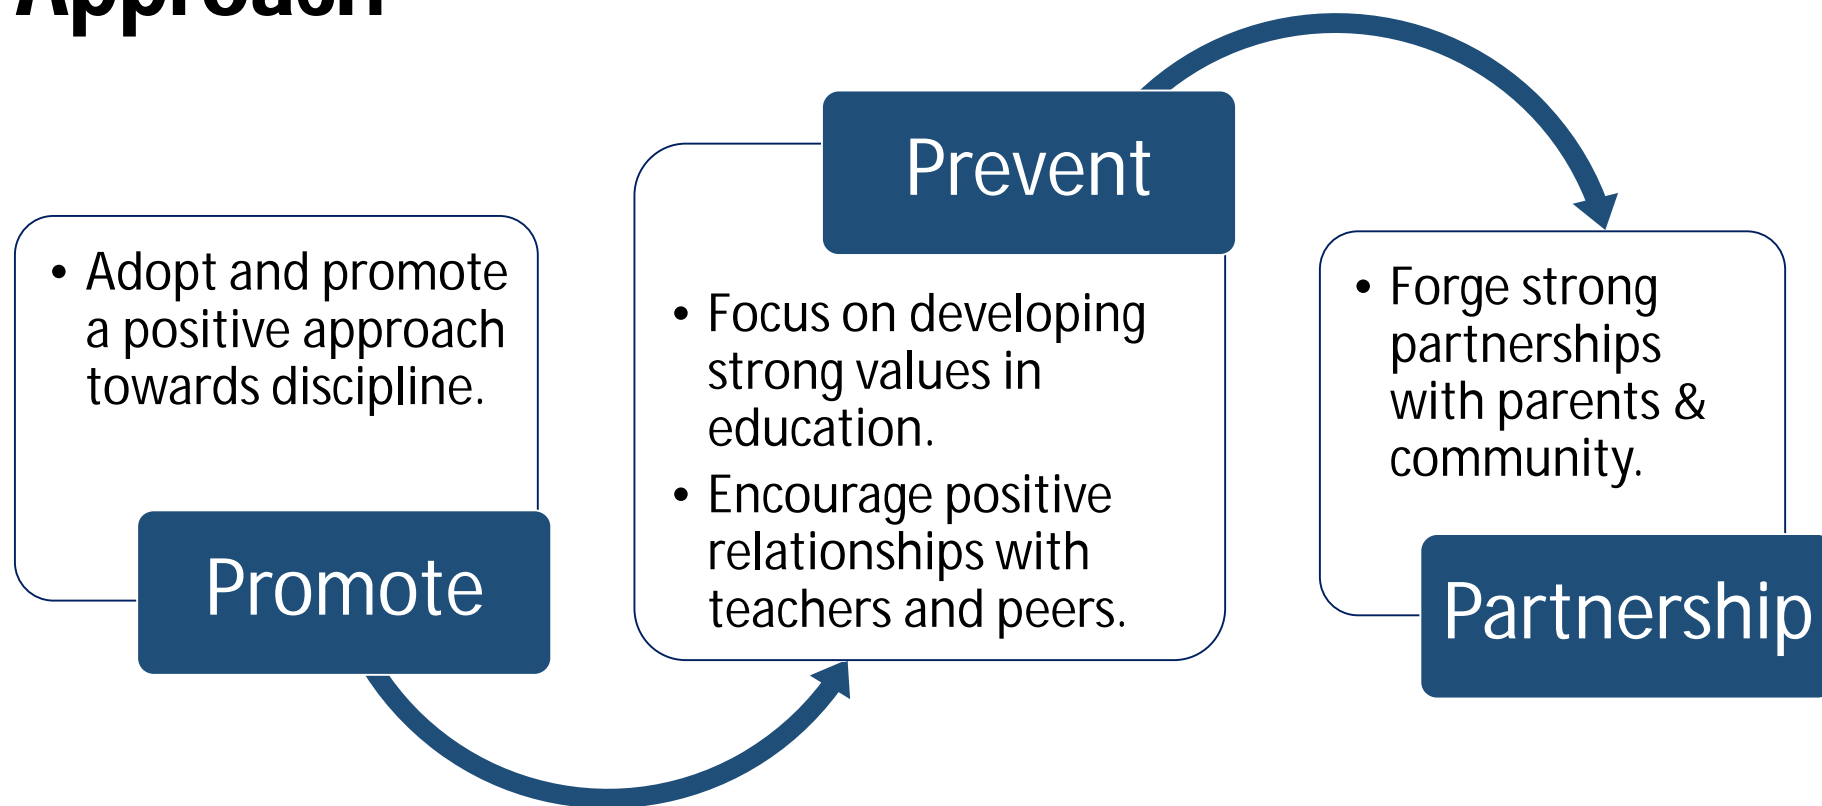 Approach
• Adopt and promote
a positive approach
towards discipline.
Promote
Prevent
• Focus on developing
strong values in
education.
• Encourage positive
relationships with
teachers and peers.
• Forge strong
partnerships
with parents &
community.
Partnership